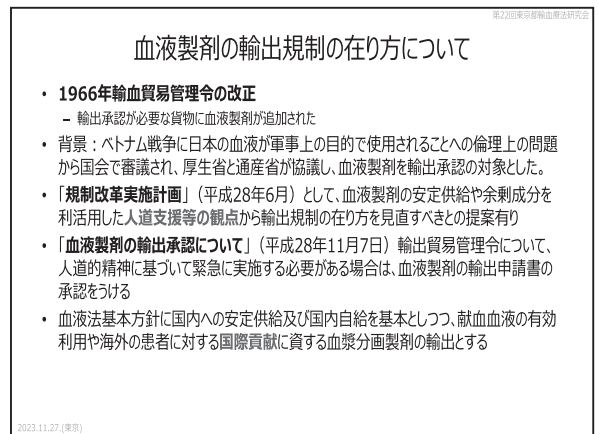 第22回東京都輸血療法研究会
血液製剤の輸出規制の在り方について
• 1966年輸血貿易管理令の改正
– 輸出承認が必要な貨物に血液製剤が追加された
• 背景：ベトナム戦争に日本の血液が軍事上の目的で使用されることへの倫理上の問題
から国会で審議され、厚生省と通産省が協議し、血液製剤を輸出承認の対象とした。
• 「規制改革実施計画」（平成28年6月）として、血液製剤の安定供給や余剰成分を
利活用した人道支援等の観点から輸出規制の在り方を見直すべきとの提案有り
• 「血液製剤の輸出承認について」（平成28年11月7日）輸出貿易管理令について、
人道的精神に基づいて緊急に実施する必要がある場合は、血液製剤の輸出申請書の
承認をうける
• 血液法基本方針に国内への安定供給及び国内自給を基本としつつ、献血血液の有効
利用や海外の患者に対する国際貢献に資する血漿分画製剤の輸出とする
2023.11.27.(東京)